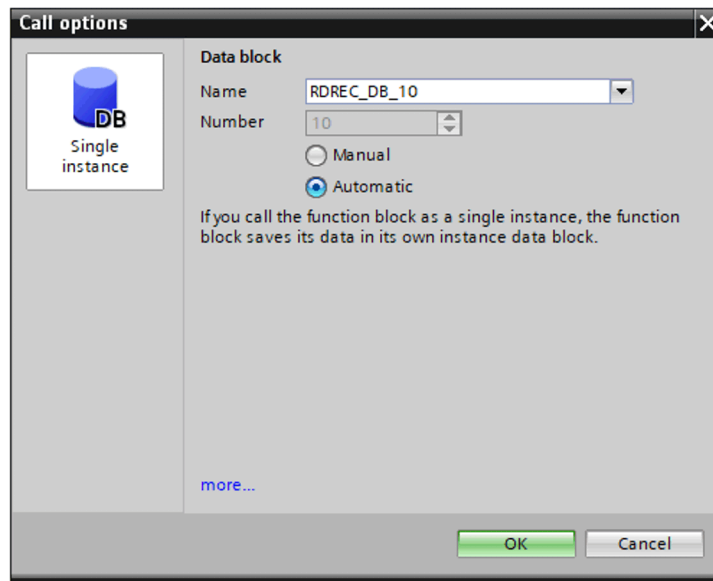 Call options
DB
Single
instance
Data block
Name
RDREC_DB_10
Number
10
Manual
Automatic
If you call the function block as a single instance, the function
block saves its data in its own instance data block.
more...
OK
Cancel